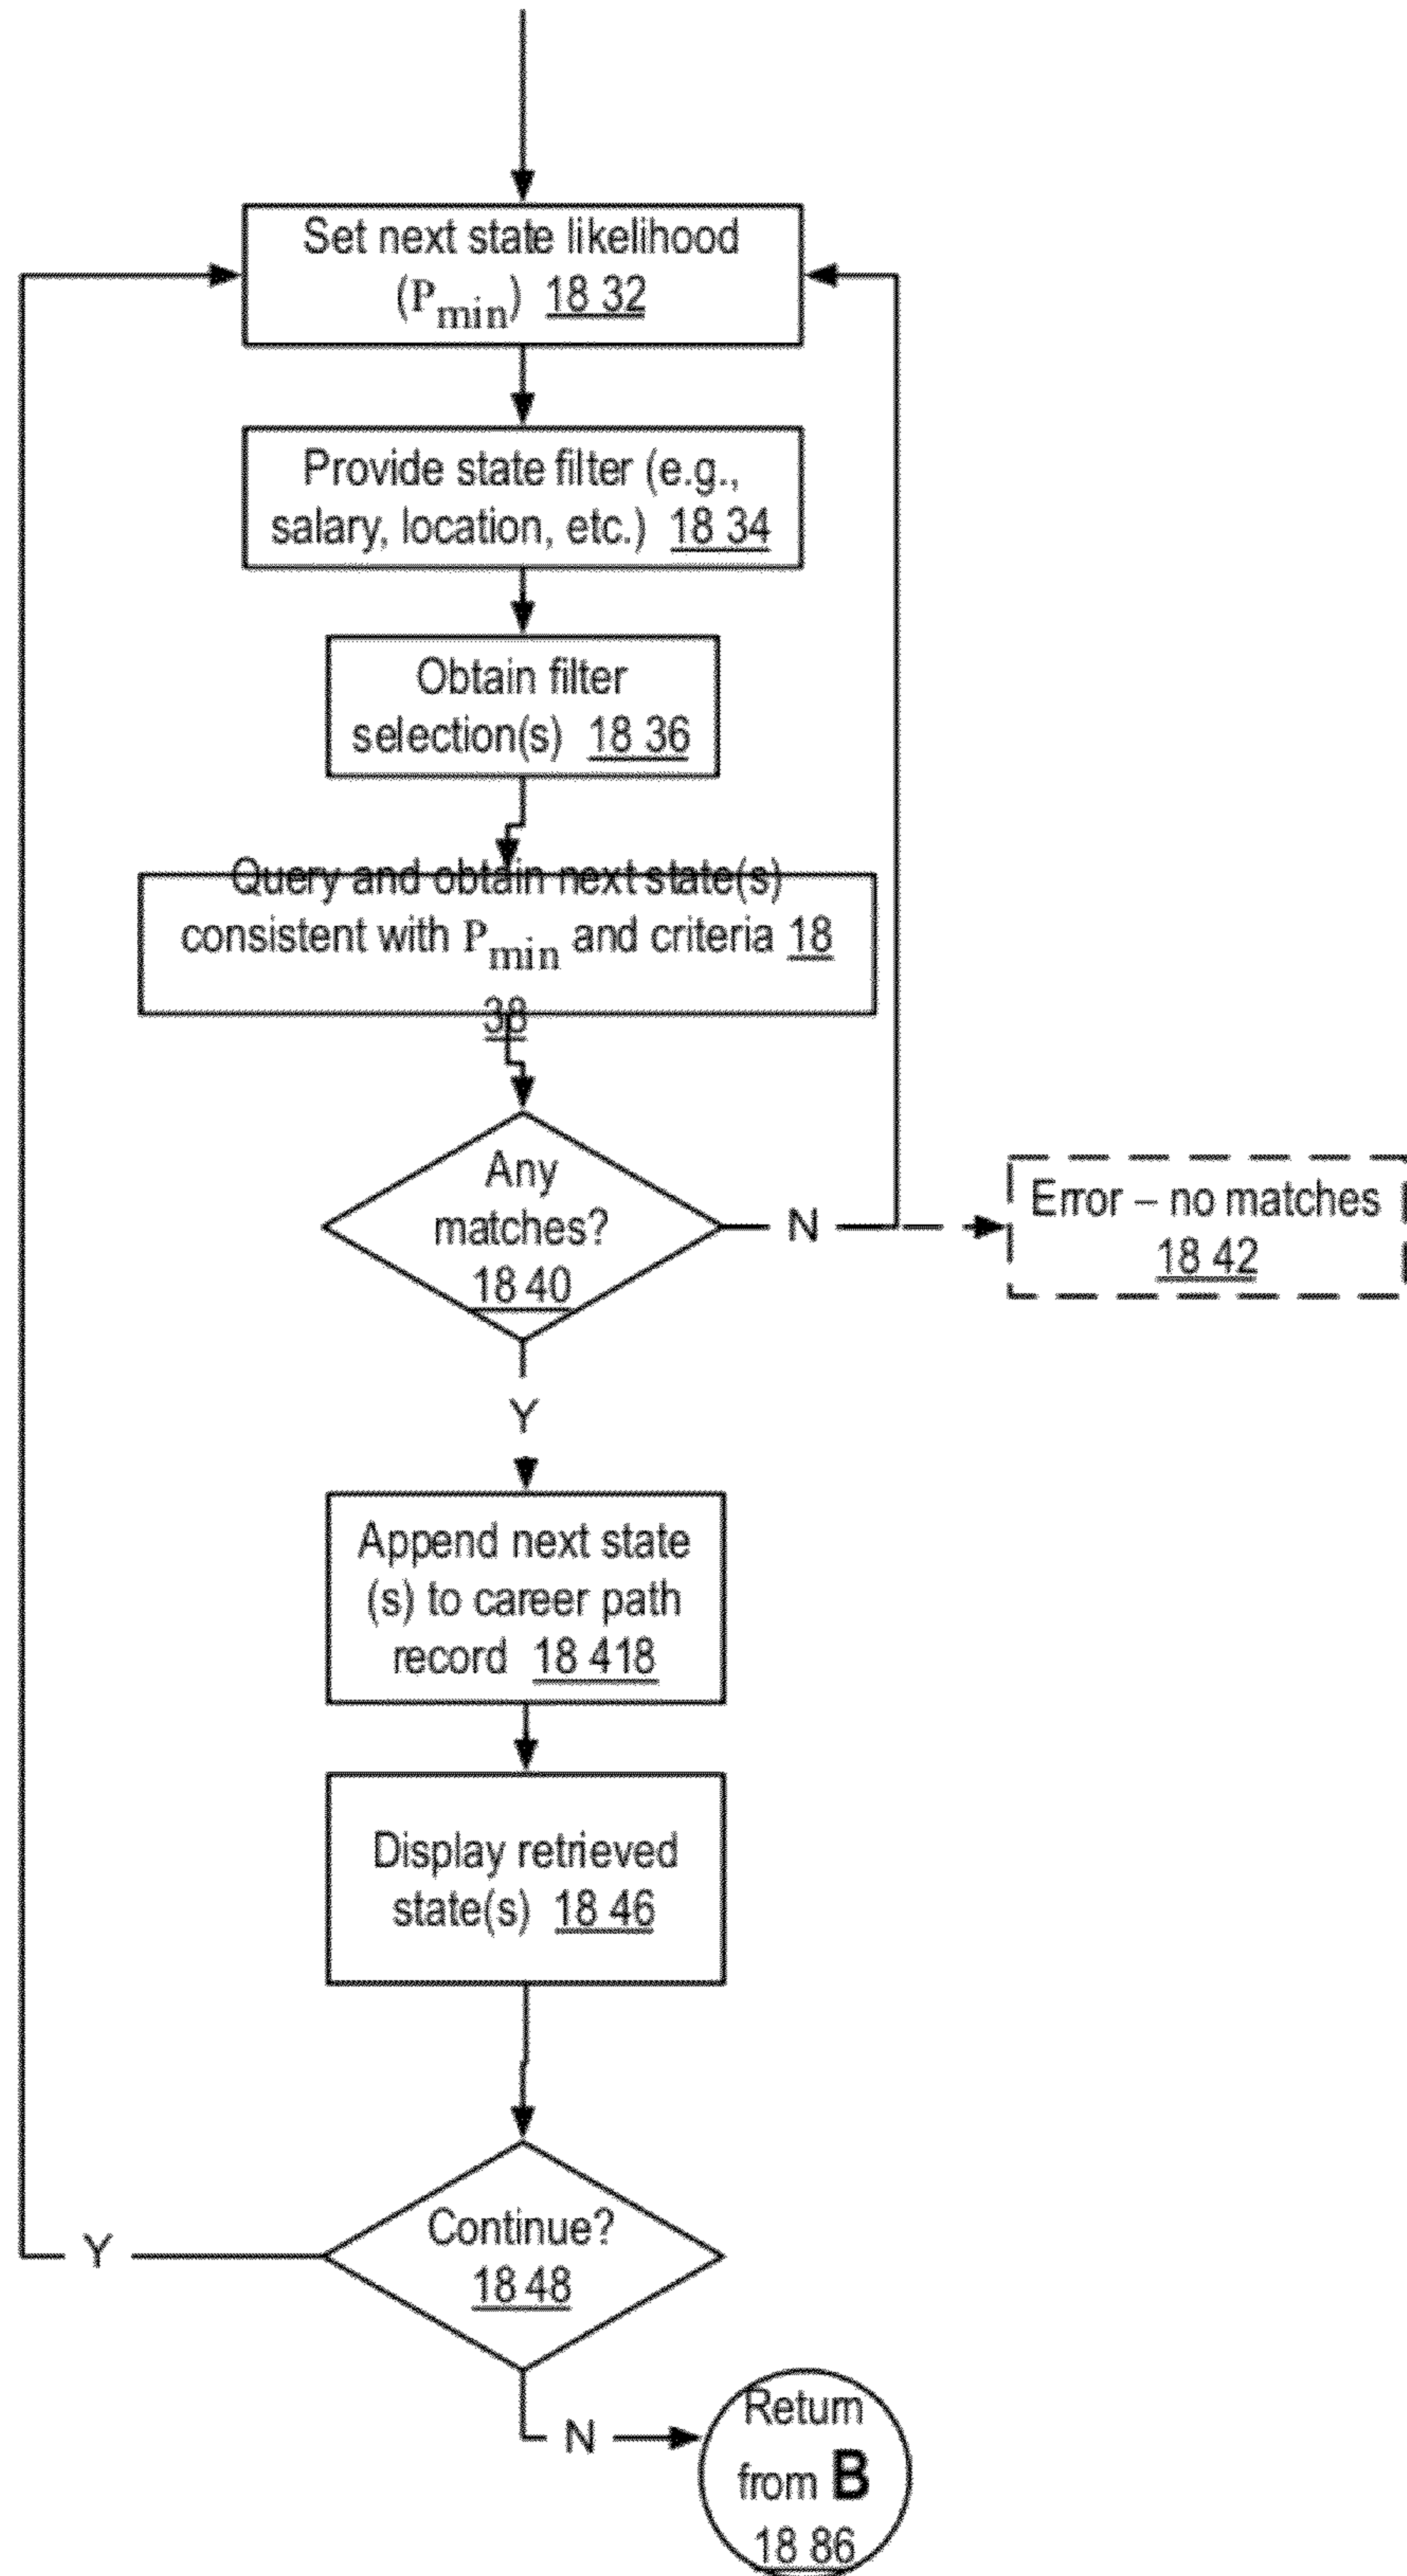 Set next state likelihood
(Pmin) 18 32
Provide state filter (e.g.,
salary, location, etc.) 18 34
Obtain filter
selection(s) 18 36
Query and obtain next state(s)
consistent with Pmin and criteria 18
38
Any
matches?
18 40
N
Error – no matches
18 42
Y
Append next state
(s) to career path
record 18 418
Display retrieved
state(s) 18 46
Continue?
18 48
Y
N
Return
from B
18 86